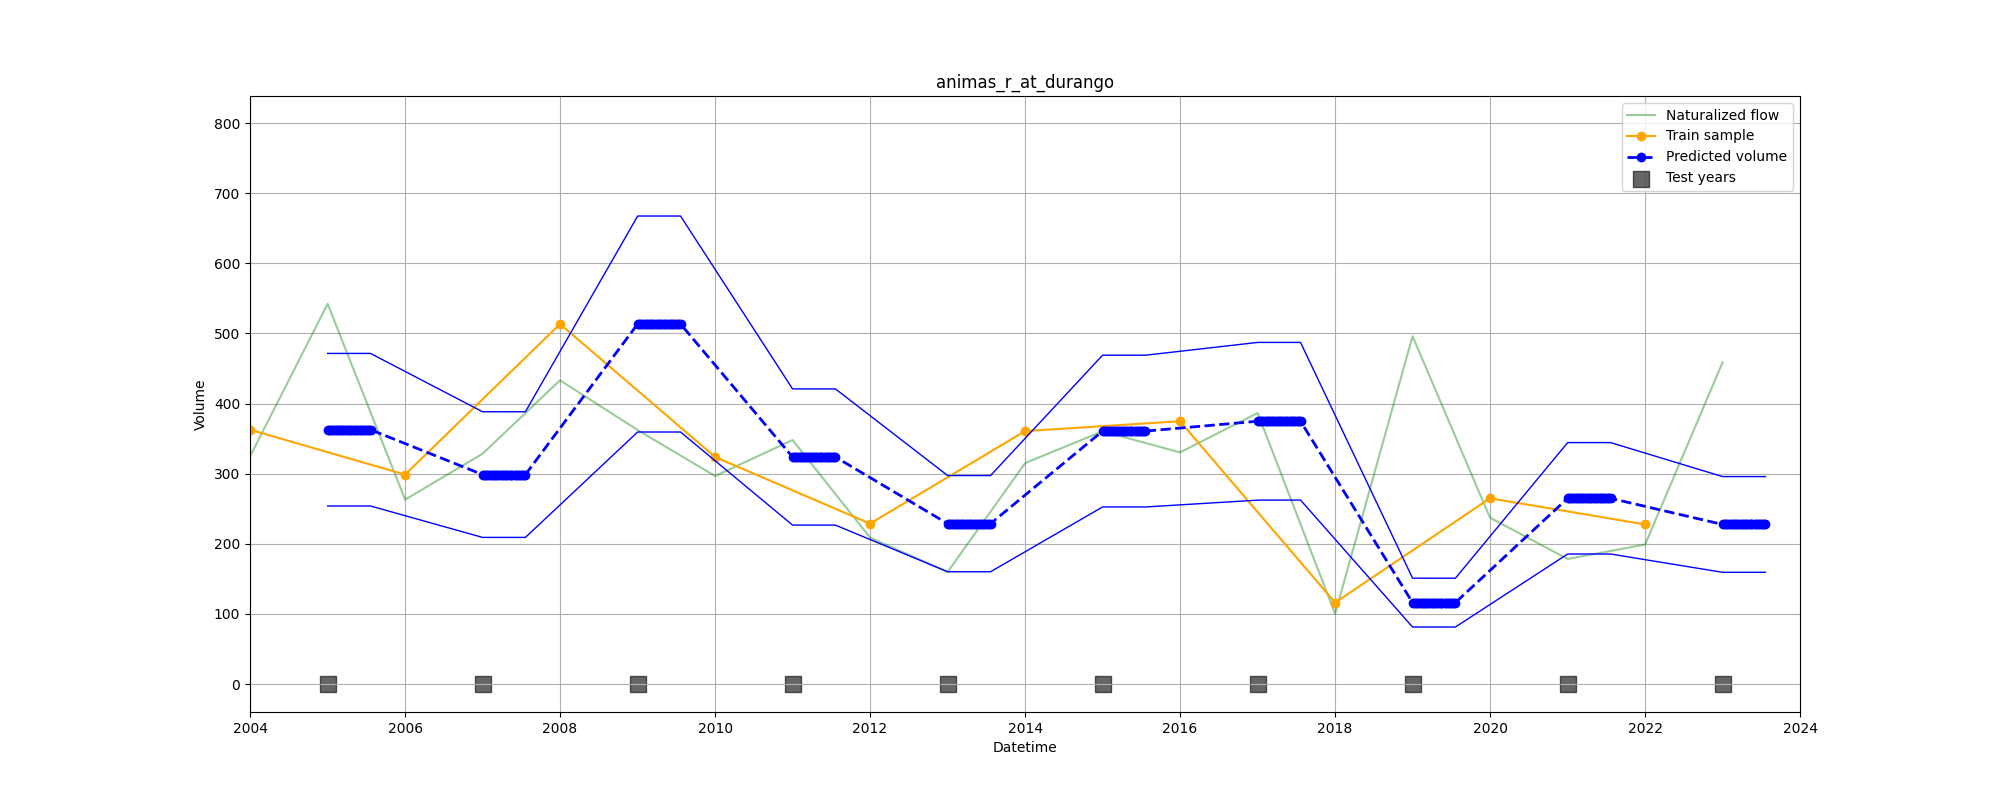 animas_r_at_durango
800
700
600
500
400
300
200
100
0
Volume
Naturalized flow
Train sample
Predicted volume
Test years
2004 2006 2008 2010 2012 2014 2016 2018 2020 2022 2024
Datetime